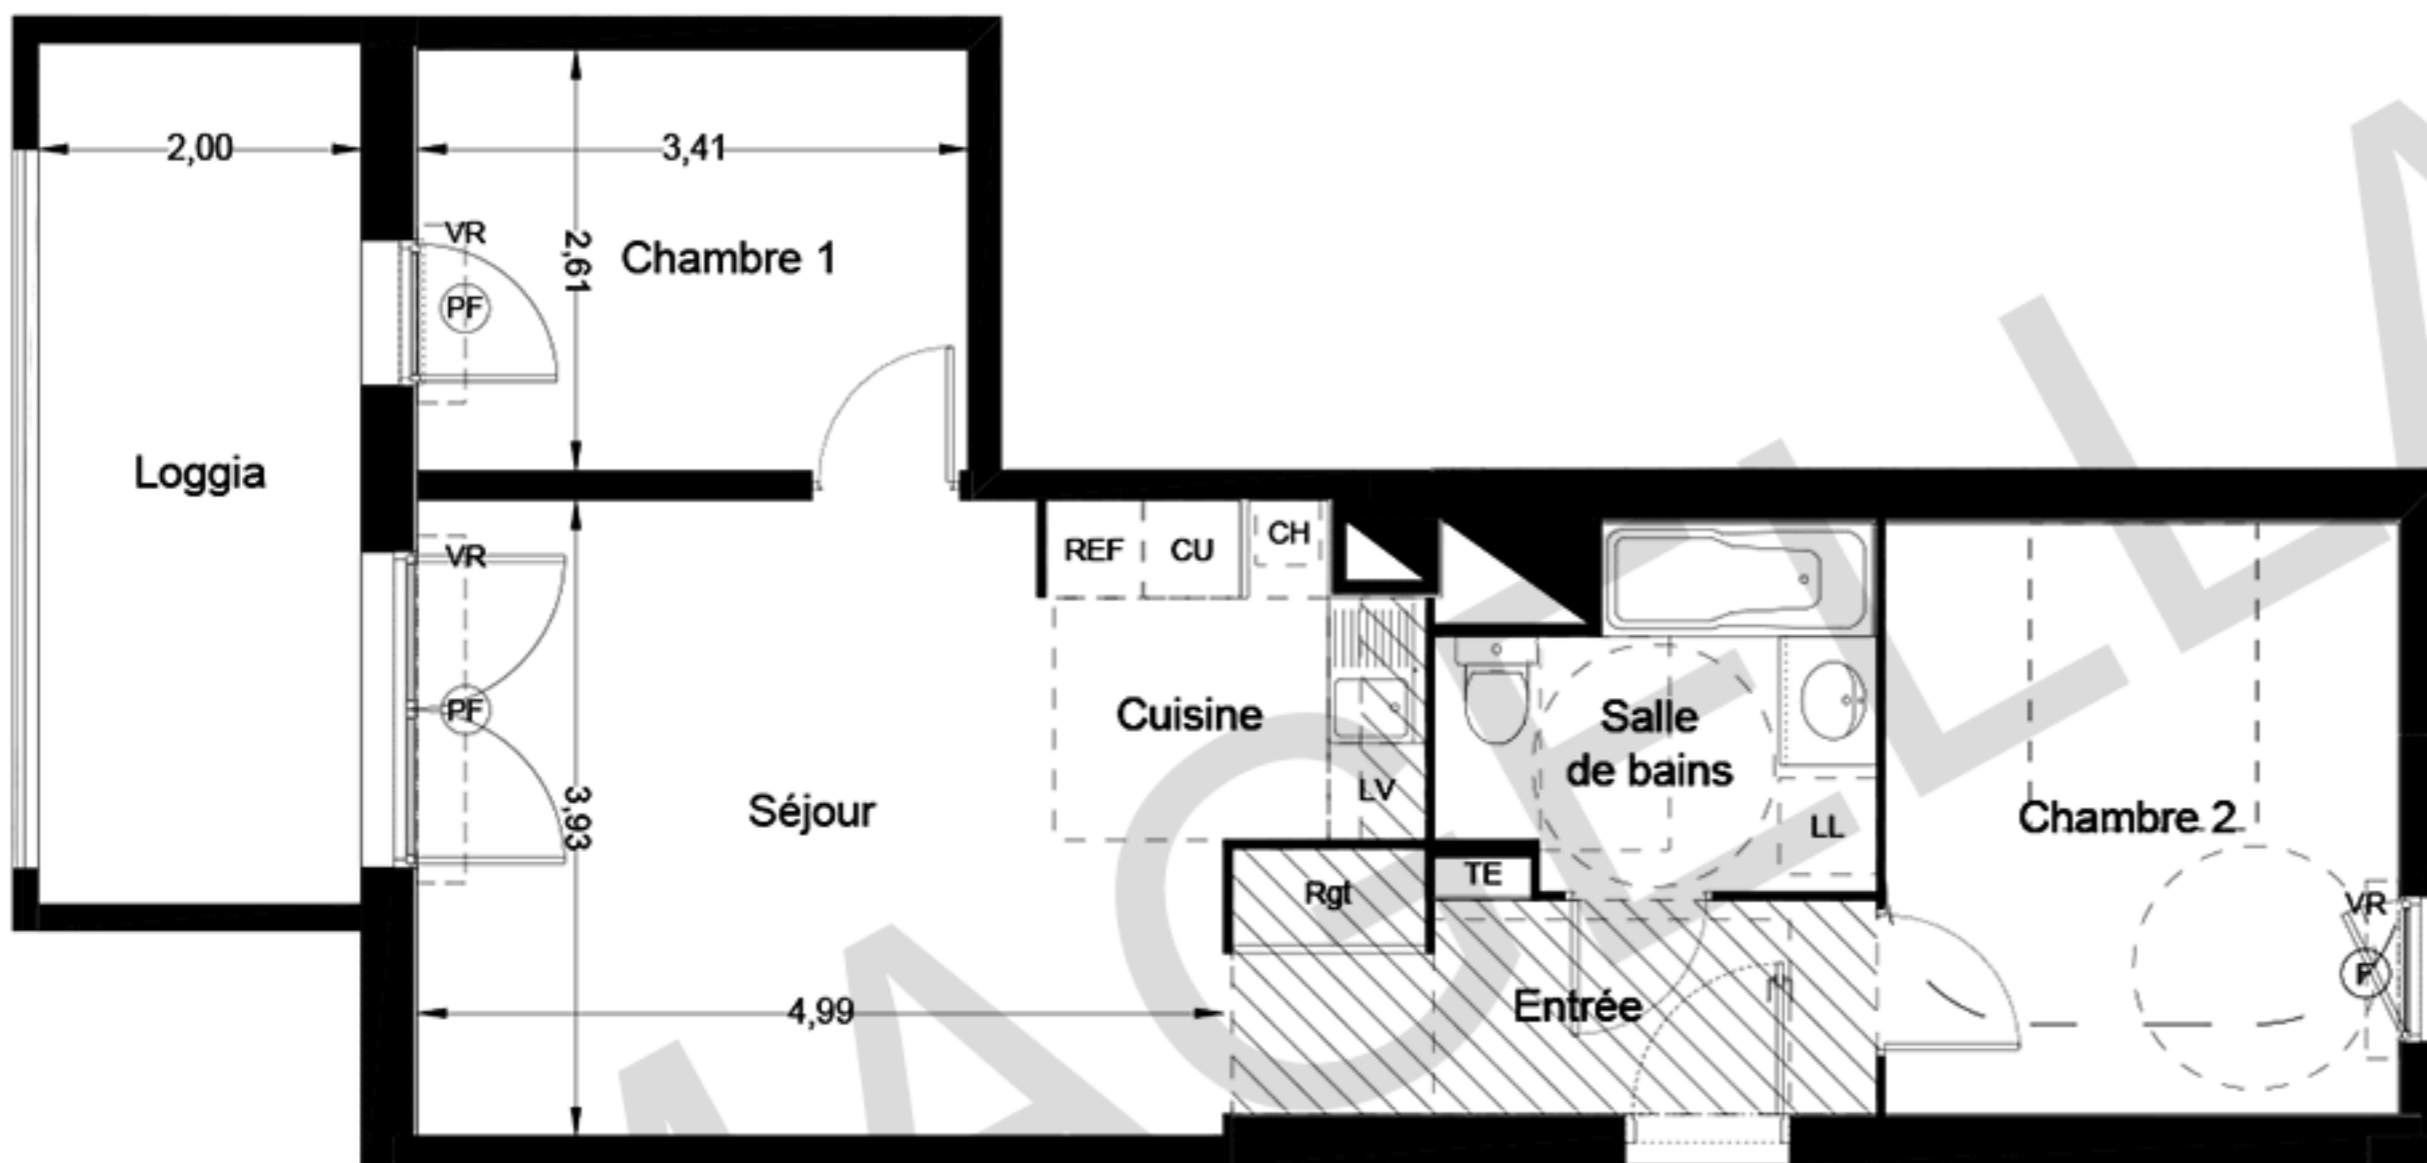 2,00
3,41
VR
2,61
Chambre 1
PF
Loggia
VR
REF
CU
CH
PF
Cuisine
Salle
de bains
3,93
Séjour
LV
LL
Chambre 2
Rgt
TE
VR
F
4,99
Entrée